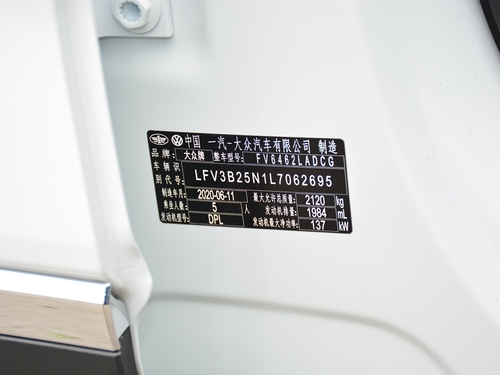 中国 一汽-大众汽车有限公司 制造
品牌: 大众牌 整车型号: FV6462LADCG
车辆识别代号: LFV3B25N1L7062695
制造年月: 2020-06-11 最大允许总质量: 2120 kg
乘坐人数: 5 人 发动机排量: 1984 mL
发动机型号: DPL 发动机最大净功率: 137 kW